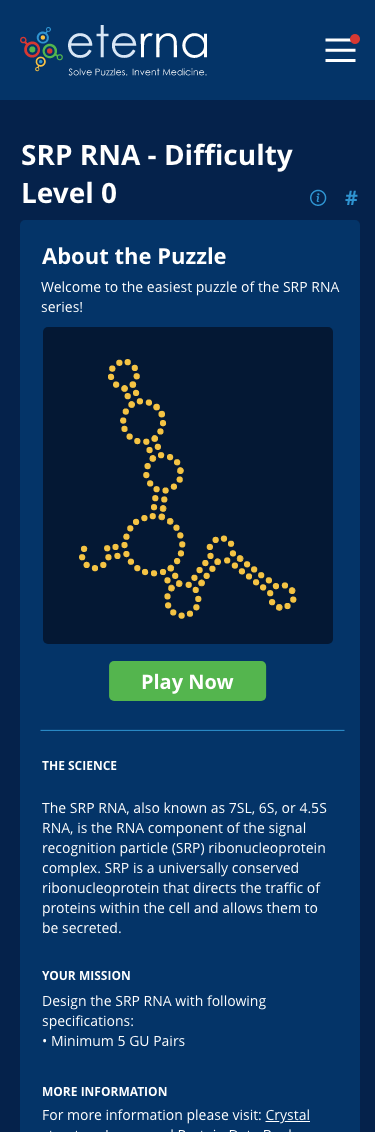 eterna
Solve Puzzles. Invent Medicine.
SRP RNA - Difficulty
Level 0
i #
About the Puzzle
Welcome to the easiest puzzle of the SRP RNA
series!
Play Now
THE SCIENCE
The SRP RNA, also known as 7SL, 6S, or 4.5S
RNA, is the RNA component of the signal
recognition particle (SRP) ribonucleoprotein
complex. SRP is a universally conserved
ribonucleoprotein that directs the traffic of
proteins within the cell and allows them to
be secreted.
YOUR MISSION
Design the SRP RNA with following
specifications:
• Minimum 5 GU Pairs
MORE INFORMATION
For more information please visit: Crystal